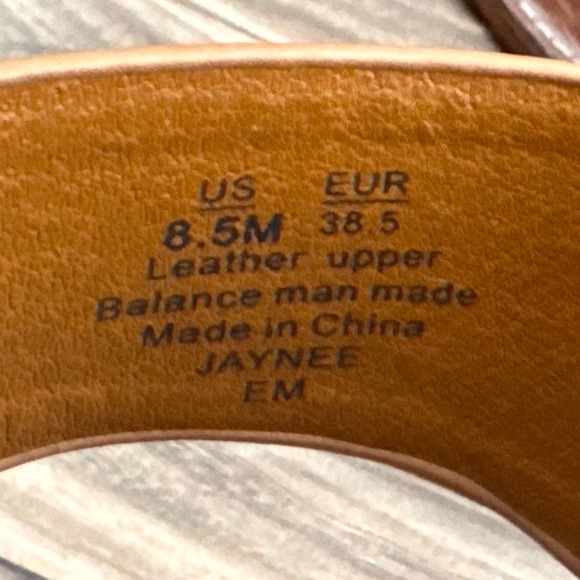 US EUR
8.5M 38.5
Leather upper
Balance man made
Made in China
JAYNEE
EM